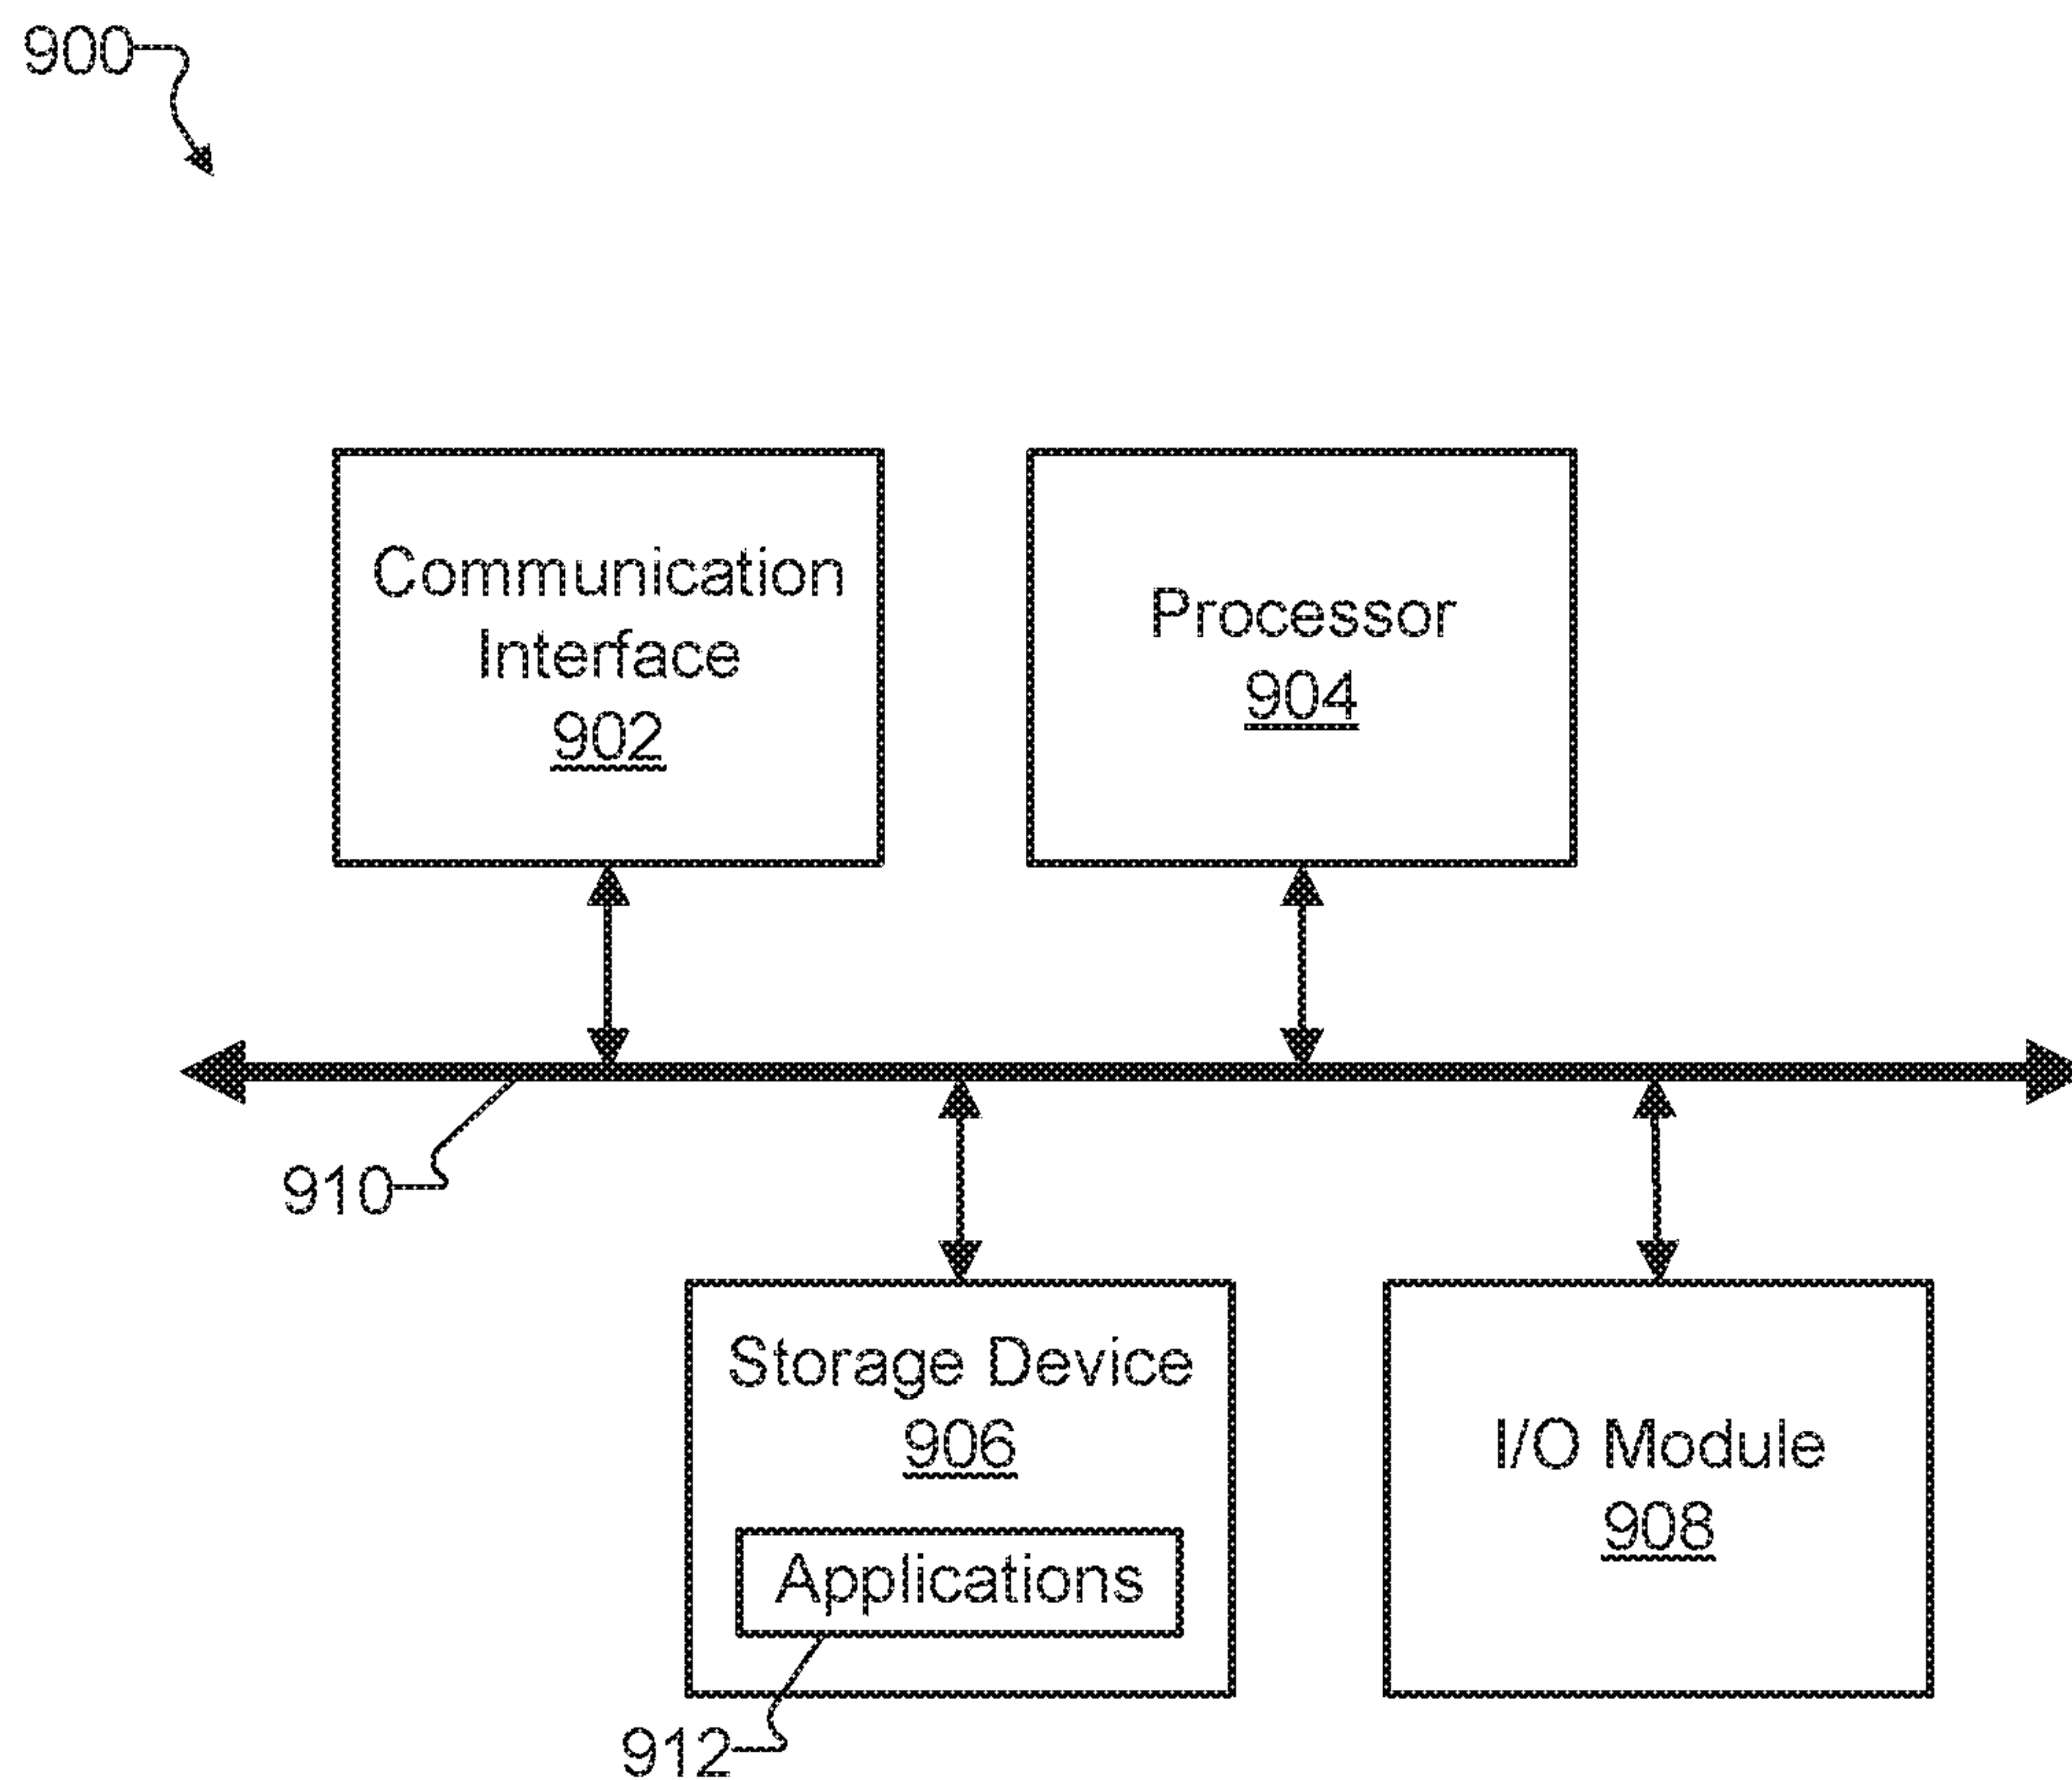 900
Communication
Interface
902
Processor
904
910
Storage Device
906
Applications
912
I/O Module
908